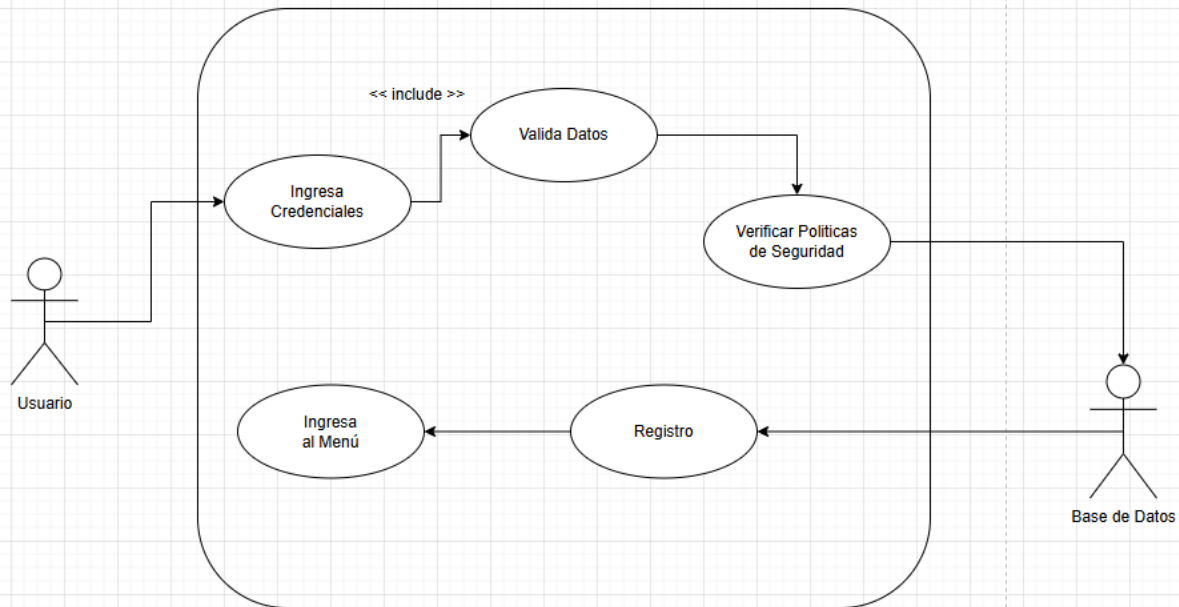 << include >>
Valida Datos
Ingresa
Credenciales
Verificar Politicas
de Seguridad
Usuario
Ingresa
al Menú
Registro
Base de Datos